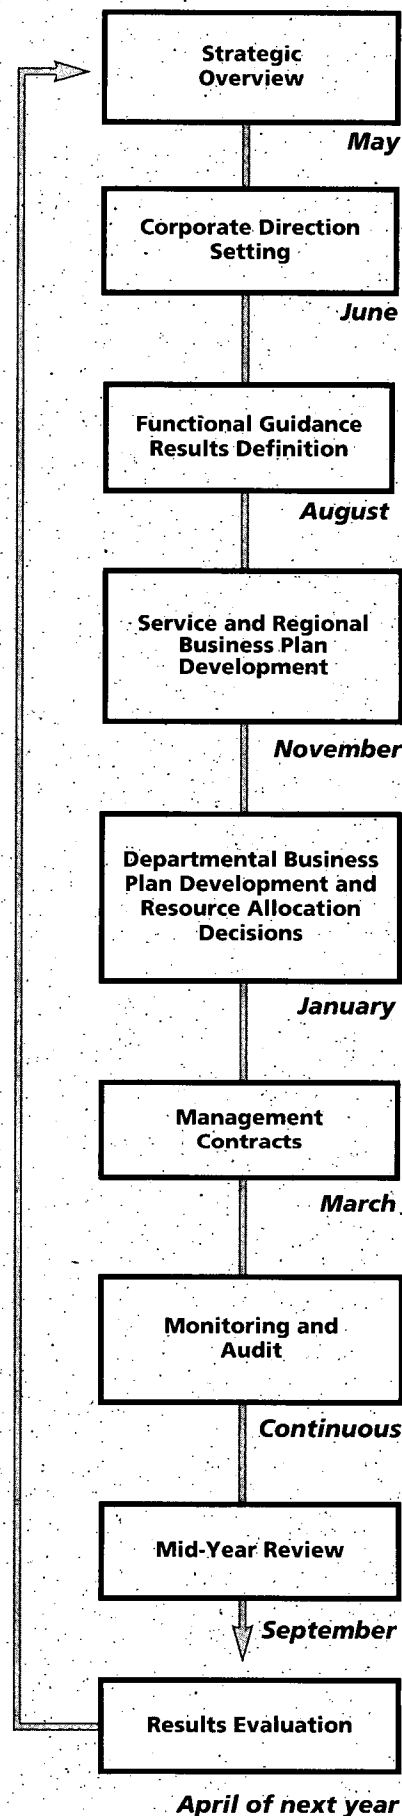 Strategic
Overview
May
Corporate Direction
Setting
June
Functional Guidance
Results Definition
August
Service and Regional
Business Plan
Development
November
Departmental Business
Plan Development and
Resource Allocation
Decisions
January
Management
Contracts
March
Monitoring and
Audit
Continuous
Mid-Year Review
September
Results Evaluation
April of next year